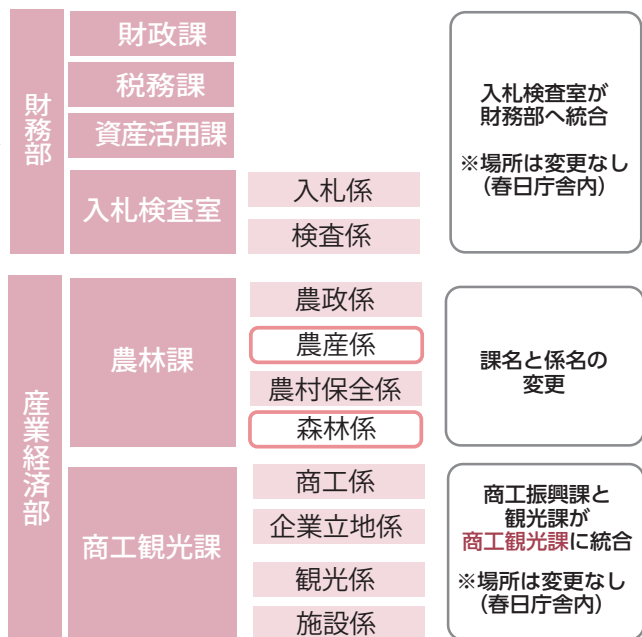 財務部
財政課
税務課
資産活用課
入札検査室
入札係
検査係
入札検査室が
財務部へ統合
※場所は変更なし
（春日庁舎内）
産業経済部
農林課
農政係
農産係
農村保全係
森林係
課名と係名の
変更
商工観光課
商工係
企業立地係
観光係
施設係
商工振興課と
観光課が
商工観光課に統合
※場所は変更なし
（春日庁舎内）